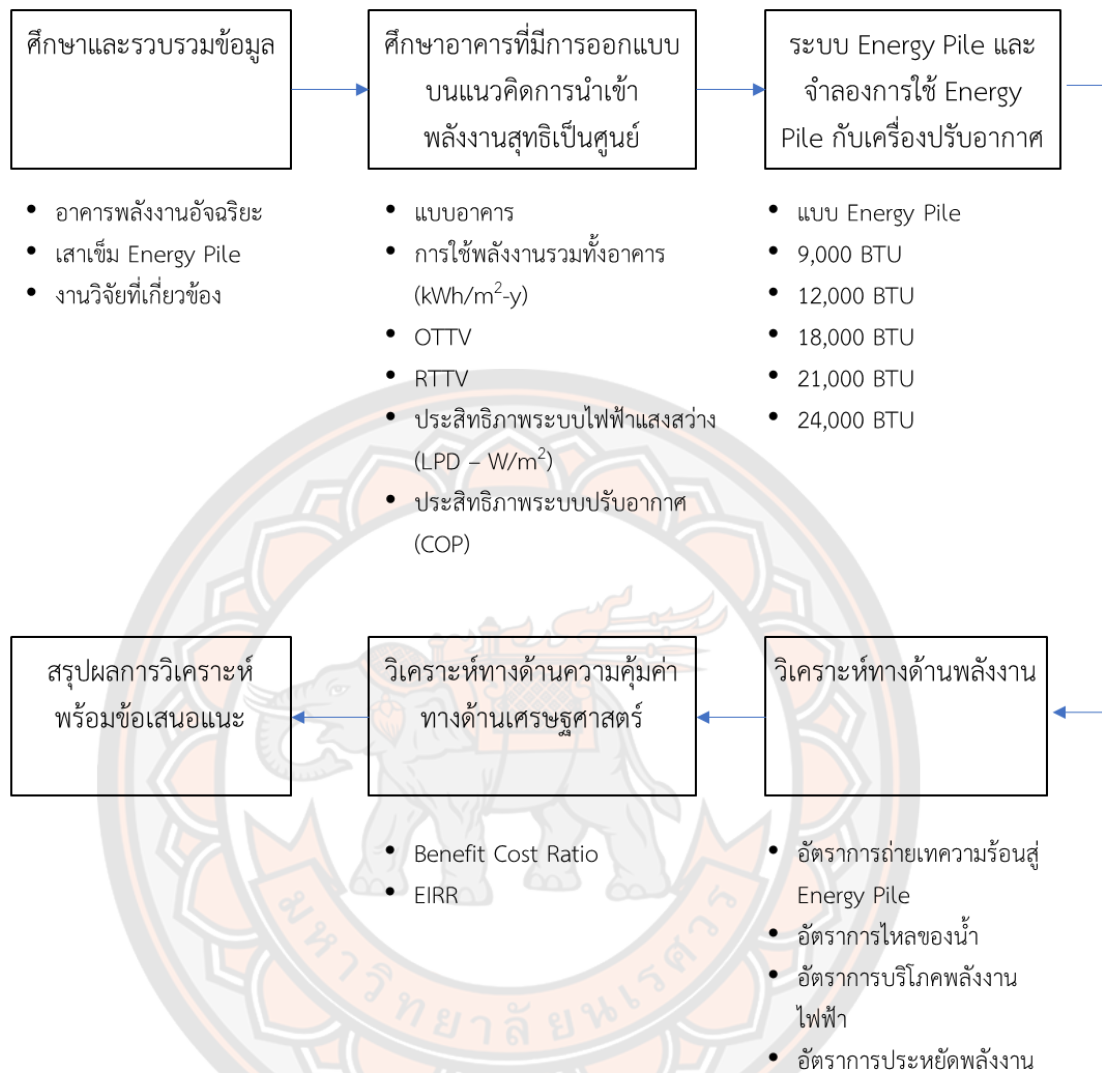 ศึกษาและรวบรวมข้อมูล
• อาคารพลังงานอัจฉริยะ
• เสาเข็ม Energy Pile
• งานวิจัยที่เกี่ยวข้อง
ศึกษาอาคารที่มีการออกแบบ
บนแนวคิดการนำเข้า
พลังงานสุทธิเป็นศูนย์
• แบบอาคาร
• การใช้พลังงานรวมทั้งอาคาร
(kWh/m²-y)
• OTTV
• RTTV
• ประสิทธิภาพระบบไฟฟ้าแสงสว่าง
(LPD – W/m²)
• ประสิทธิภาพระบบปรับอากาศ
(COP)
ระบบ Energy Pile และ
จำลองการใช้ Energy
Pile กับเครื่องปรับอากาศ
• แบบ Energy Pile
• 9,000 BTU
• 12,000 BTU
• 18,000 BTU
• 21,000 BTU
• 24,000 BTU
วิเคราะห์ทางด้านพลังงาน
• อัตราการถ่ายเทความร้อนสู่
Energy Pile
• อัตราการไหลของน้ำ
• อัตราการบริโภคพลังงาน
ไฟฟ้า
• อัตราการประหยัดพลังงาน
วิเคราะห์ทางด้านความคุ้มค่า
ทางด้านเศรษฐศาสตร์
• Benefit Cost Ratio
• EIRR
สรุปผลการวิเคราะห์
พร้อมข้อเสนอแนะ
มหาวิทยาลัยนเรศวร